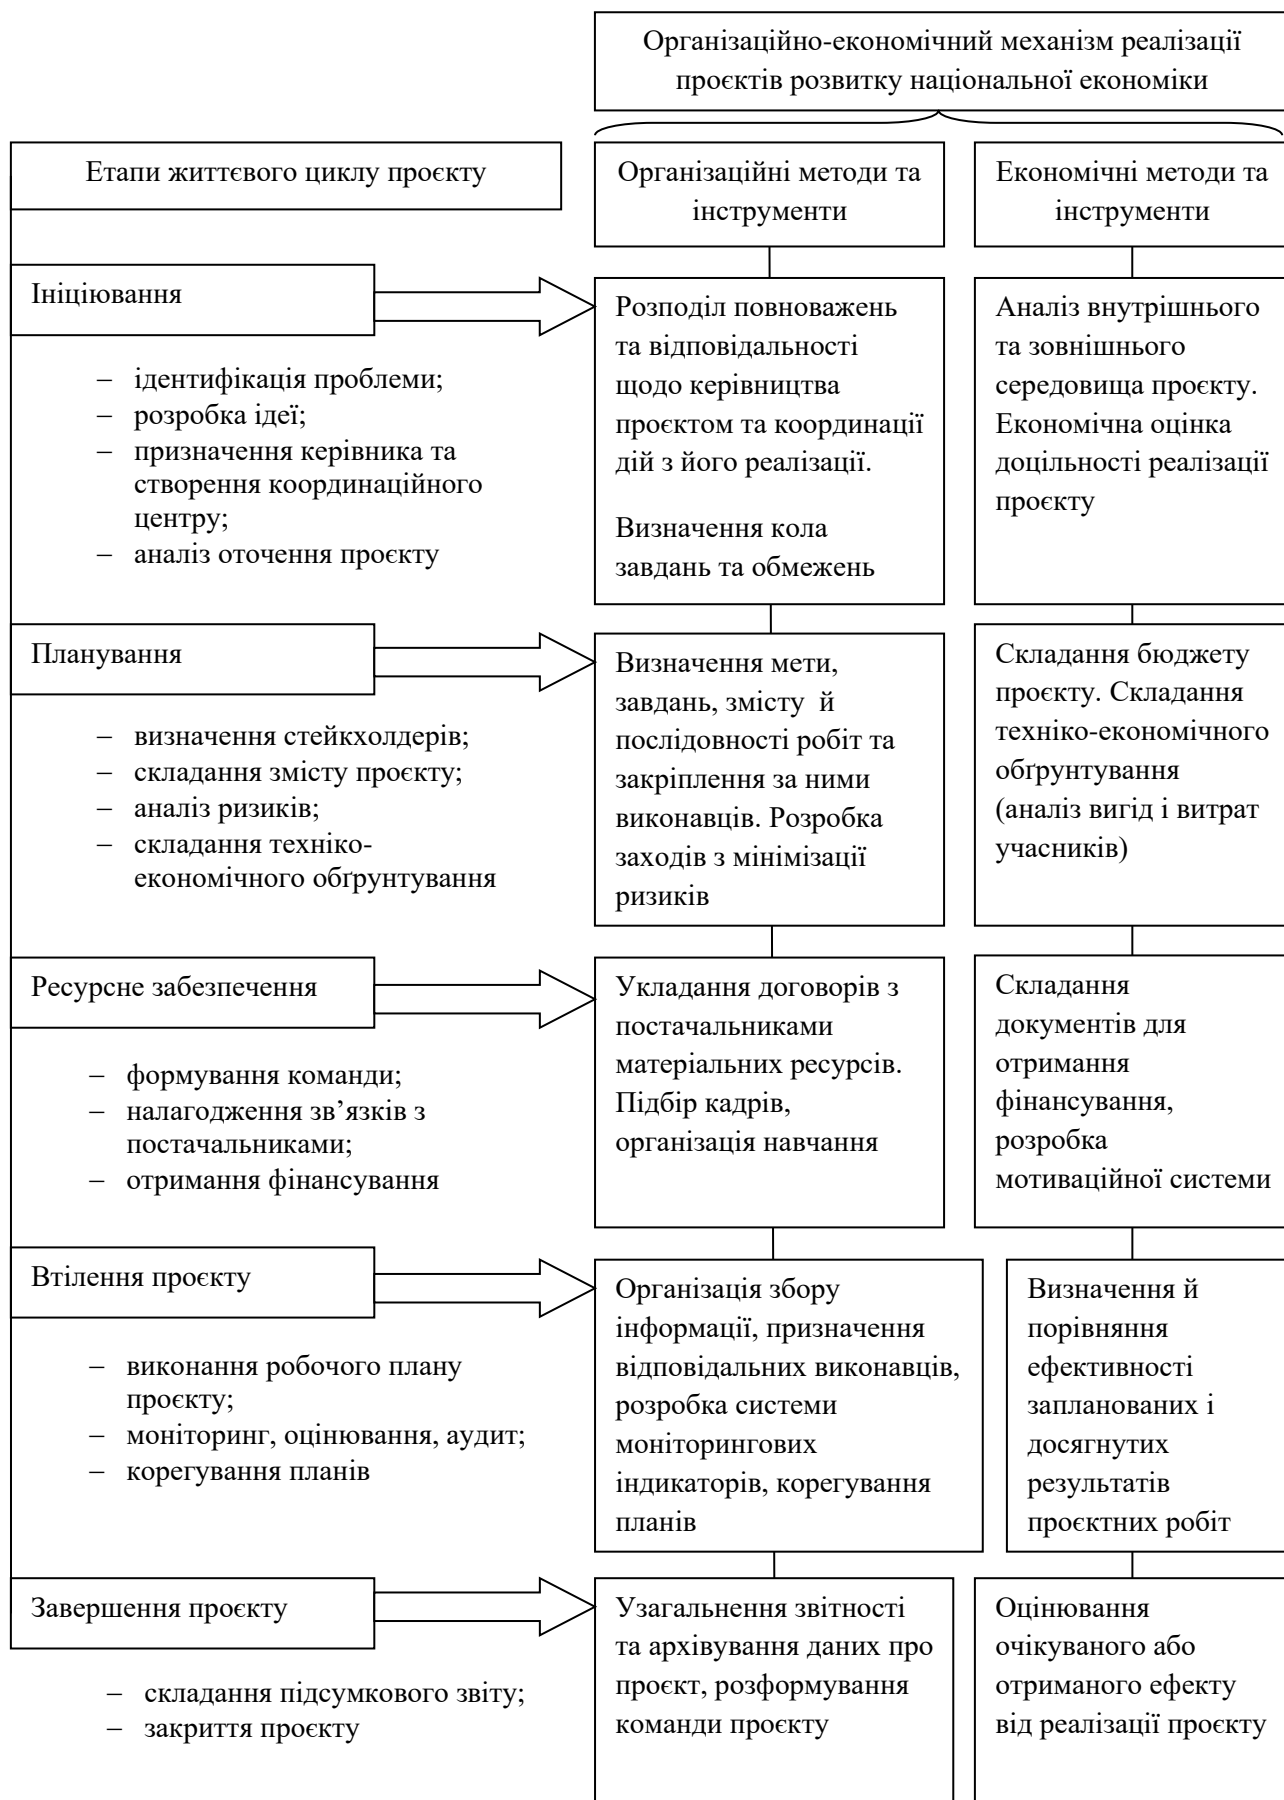 Організаційно-економічний механізм реалізації
проєктів розвитку національної економіки
Етапи життєвого циклу проєкту
Організаційні методи та
інструменти
Економічні методи та
інструменти
Ініціювання
– ідентифікація проблеми;
– розробка ідеї;
– призначення керівника та
створення координаційного
центру;
– аналіз оточення проєкту
Розподіл повноважень
та відповідальності
щодо керівництва
проєктом та координації
дій з його реалізації.
Визначення кола
завдань та обмежень
Аналіз внутрішнього
та зовнішнього
середовища проєкту.
Економічна оцінка
доцільності реалізації
проєкту
Планування
– визначення стейкхолдерів;
– складання змісту проєкту;
– аналіз ризиків;
– складання техніко-
економічного обґрунтування
Визначення мети,
завдань, змісту й
послідовності робіт та
закріплення за ними
виконавців. Розробка
заходів з мінімізації
ризиків
Складання бюджету
проєкту. Складання
техніко-економічного
обґрунтування
(аналіз вигід і витрат
учасників)
Ресурсне забезпечення
– формування команди;
– налагодження зв’язків з
постачальниками;
– отримання фінансування
Укладання договорів з
постачальниками
матеріальних ресурсів.
Підбір кадрів,
організація навчання
Складання
документів для
отримання
фінансування,
розробка
мотиваційної системи
Втілення проєкту
– виконання робочого плану
проєкту;
– моніторинг, оцінювання, аудит;
– корегування планів
Організація збору
інформації, призначення
відповідальних виконавців,
розробка системи
моніторингових
індикаторів, корегування
планів
Визначення й
порівняння
ефективності
запланованих і
досягнутих
результатів
проєктних робіт
Завершення проєкту
– складання підсумкового звіту;
– закриття проєкту
Узагальнення звітності
та архівування даних про
проєкт, розформування
команди проєкту
Оцінювання
очікуваного або
отриманого ефекту
від реалізації проєкту